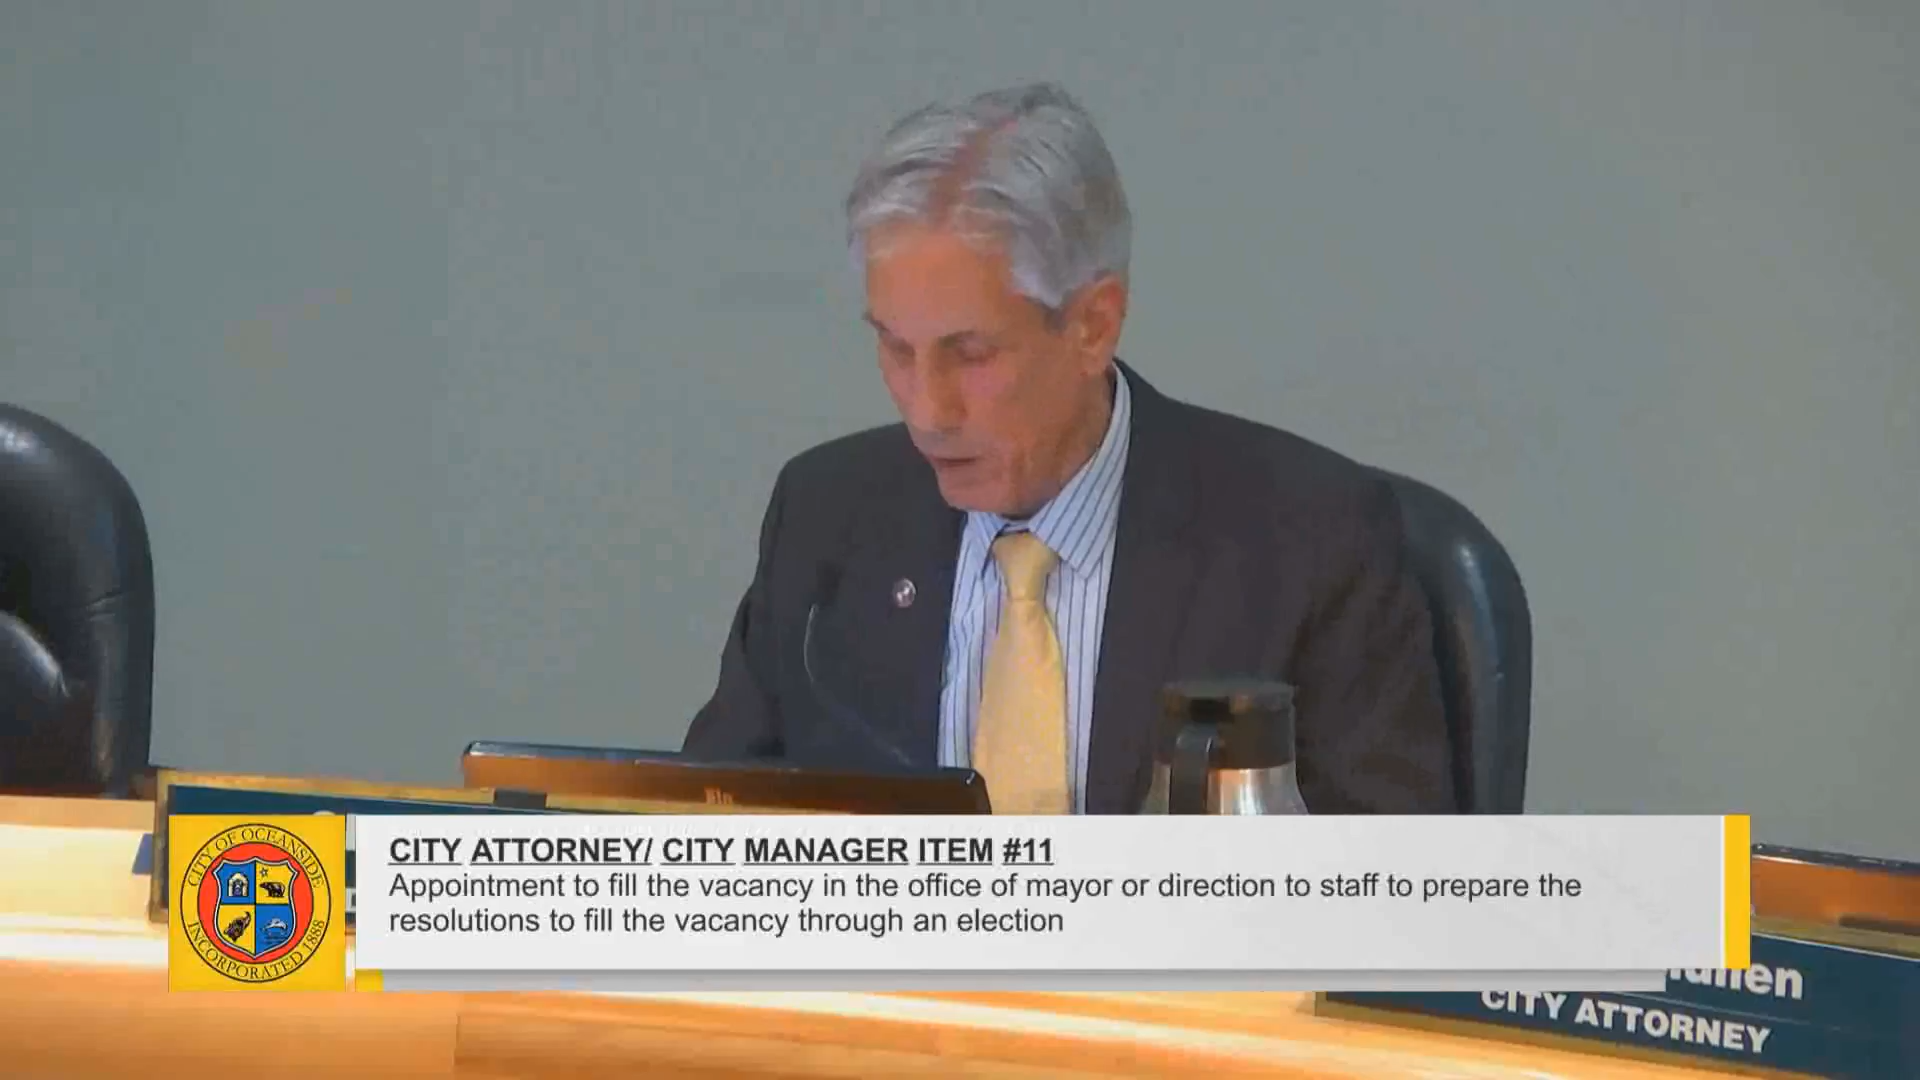 CITY ATTORNEY/ CITY MANAGER ITEM #11
Appointment to fill the vacancy in the office of mayor or direction to staff to prepare the
resolutions to fill the vacancy through an election
CITY OF OCEANSIDE
INCORPORATED 1888
CITY ATTORNEY